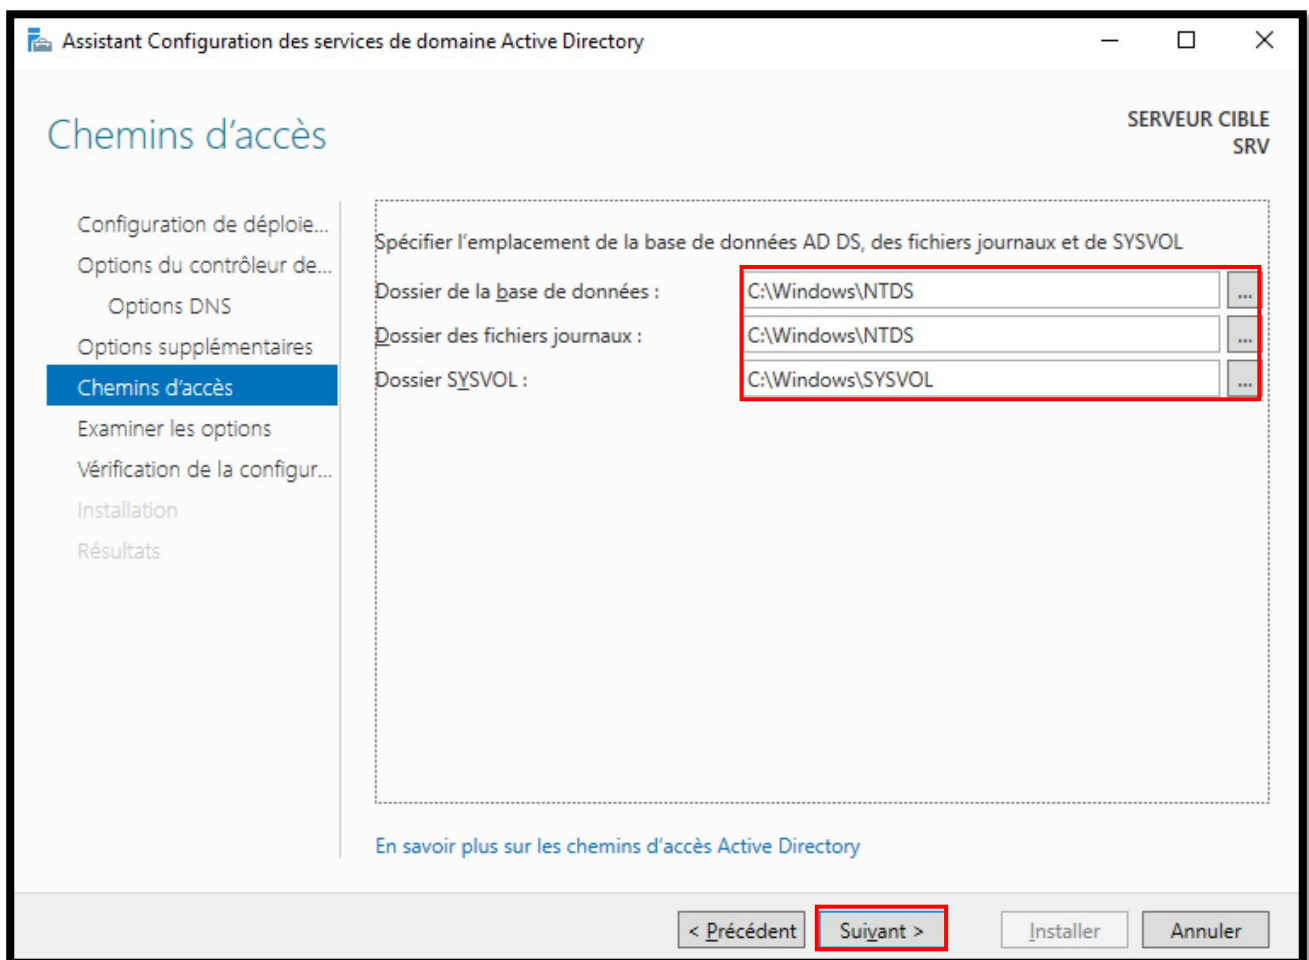 Assistant Configuration des services de domaine Active Directory
Chemins d’accès
SERVEUR CIBLE
SRV
Configuration de déploie...
Options du contrôleur de...
Options DNS
Options supplémentaires
Chemins d’accès
Examiner les options
Vérification de la configur...
Installation
Résultats
Spécifier l’emplacement de la base de données AD DS, des fichiers journaux et de SYSVOL
Dossier de la base de données : C:\Windows\NTDS ...
Dossier des fichiers journaux : C:\Windows\NTDS ...
Dossier SYSVOL : C:\Windows\SYSVOL ...
En savoir plus sur les chemins d’accès Active Directory
< Précédent Suivant > Installer Annuler